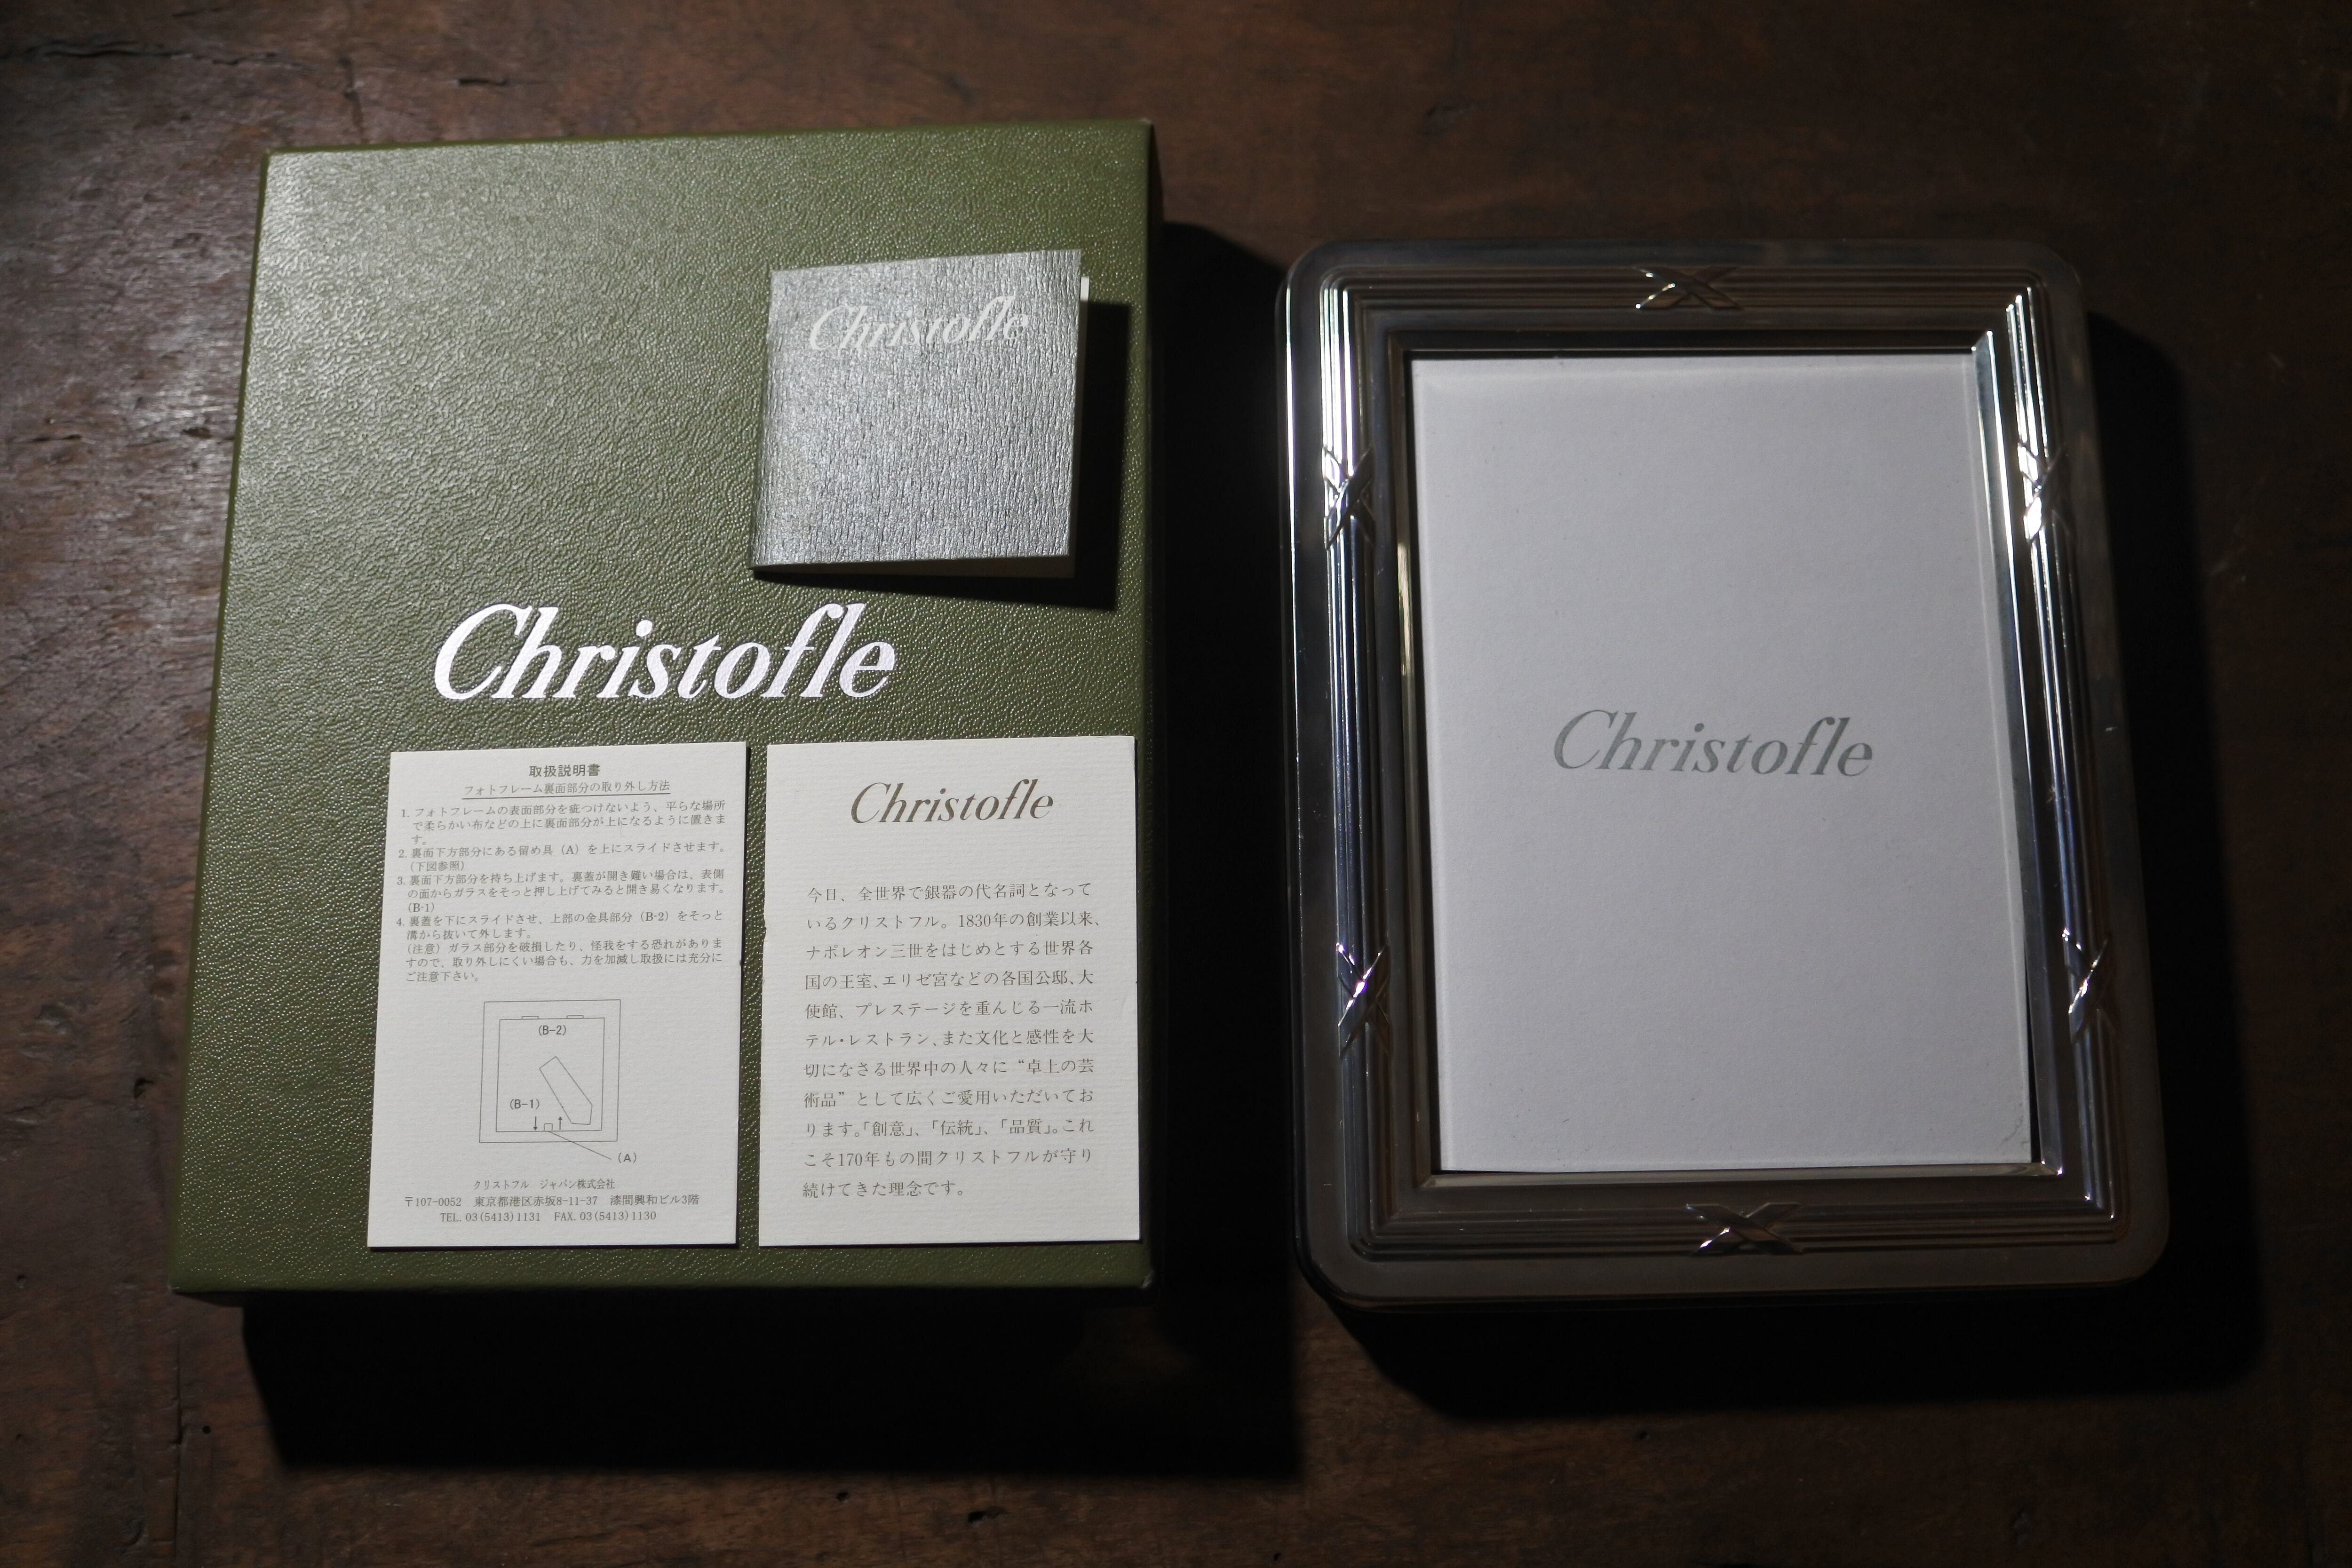 Christofle
Christofle
取扱説明書
フォトフレーム裏面部分の取り外し方法
1. フォトフレームの表面部分を疵つけないよう、平らな場所
で柔らかい布などの上に裏面部分が上になるように置きま
す。
2. 裏面下方部分にある留め具（A）を上にスライドさせます。
（下図参照）
3. 裏面下方部分を持ち上げます。裏蓋が開き難い場合は、表側
の面からガラスをそっと押し上げてみると開き易くなります。
（B-1）
4. 裏蓋を下にスライドさせ、上部の金具部分（B-2）をそっと
溝から抜いて外します。
（注意）ガラス部分を破損したり、怪我をする恐れがありま
すので、取り外しにくい場合も、力を加減し取扱には充分に
ご注意下さい。
（B-2）
（B-1）
（A）
クリストフル　ジャパン株式会社
〒107-0052　東京都港区赤坂8-11-37　漆間興和ビル3階
TEL. 03(5413)1131　FAX. 03(5413)1130
Christofle
今日、全世界で銀器の代名詞となって
いるクリストフル。1830年の創業以来、
ナポレオン三世をはじめとする世界各
国の王室、エリゼ宮などの各国公邸、大
使館、プレステージを重んじる一流ホ
テル・レストラン、また文化と感性を大
切になさる世界中の人々に“卓上の芸
術品”として広くご愛用いただいてお
ります。「創意」、「伝統」、「品質」。これ
こそ170年もの間クリストフルが守り
続けてきた理念です。
Christofle